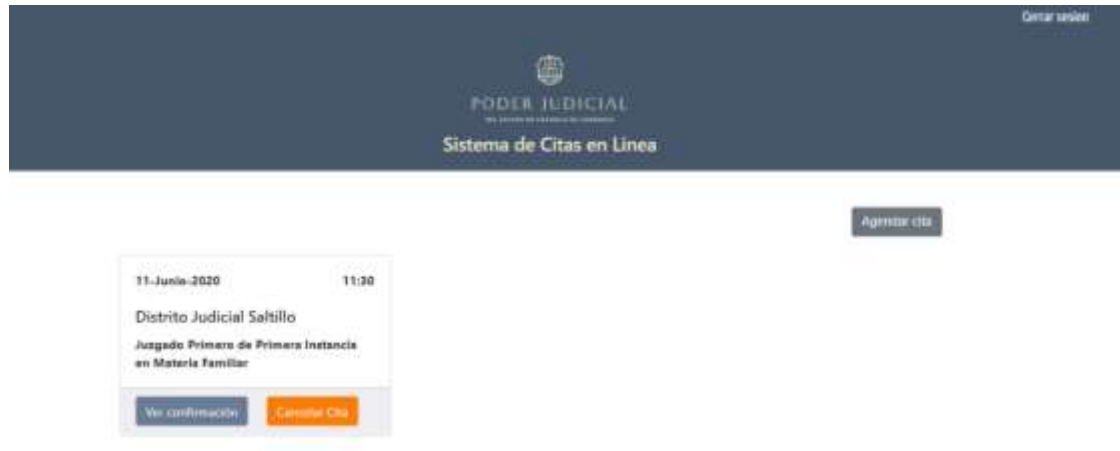 Cerrar sesion
PODER JUDICIAL
Sistema de Citas en Linea
Agendar cita
11-Junio-2020 11:30
Distrito Judicial Saltillo
Juzgado Primero de Primera Instancia
en Materia Familiar
Ver confirmación Cancelar Cita